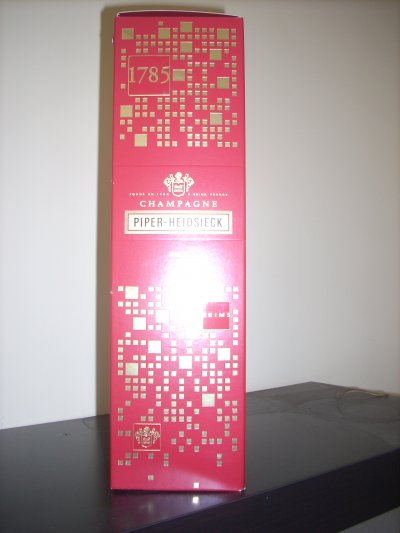 1785
CHAMPAGNE
PIPER-HEIDSIECK
REIMS